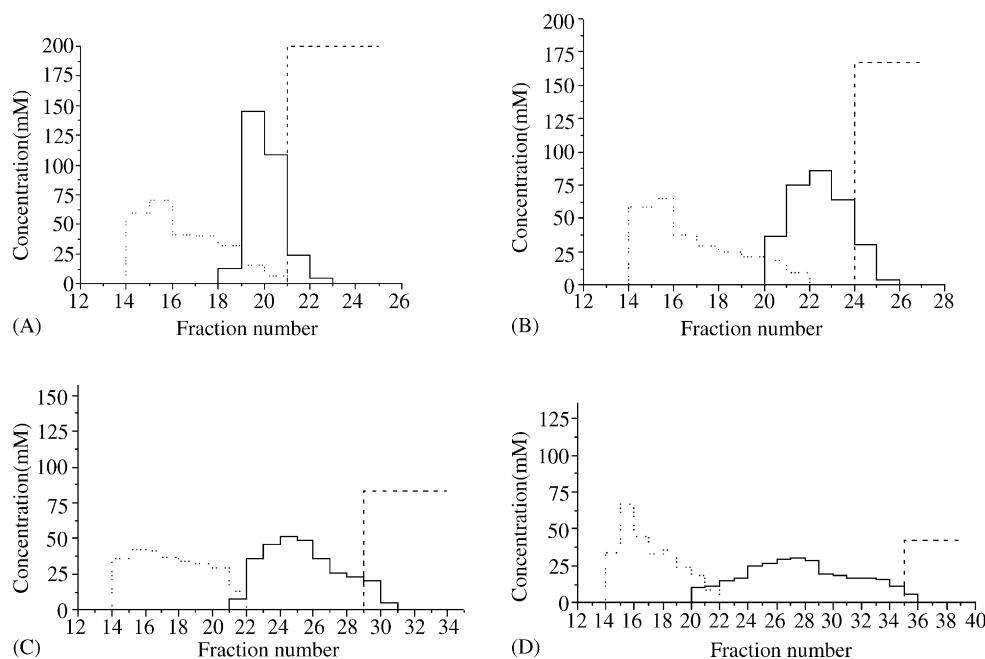 200
175
150
125
100
75
50
25
0
Concentration(mM)
12 14 16 18 20 22 24 26
Fraction number
(A)
200
175
150
125
100
75
50
25
0
Concentration(mM)
12 14 16 18 20 22 24 26 28
Fraction number
(B)
150
125
100
75
50
25
0
Concentration(mM)
12 14 16 18 20 22 24 26 28 30 32 34
Fraction number
(C)
125
100
75
50
25
0
Concentration(mM)
12 14 16 18 20 22 24 26 28 30 32 34 36 38 40
Fraction number
(D)